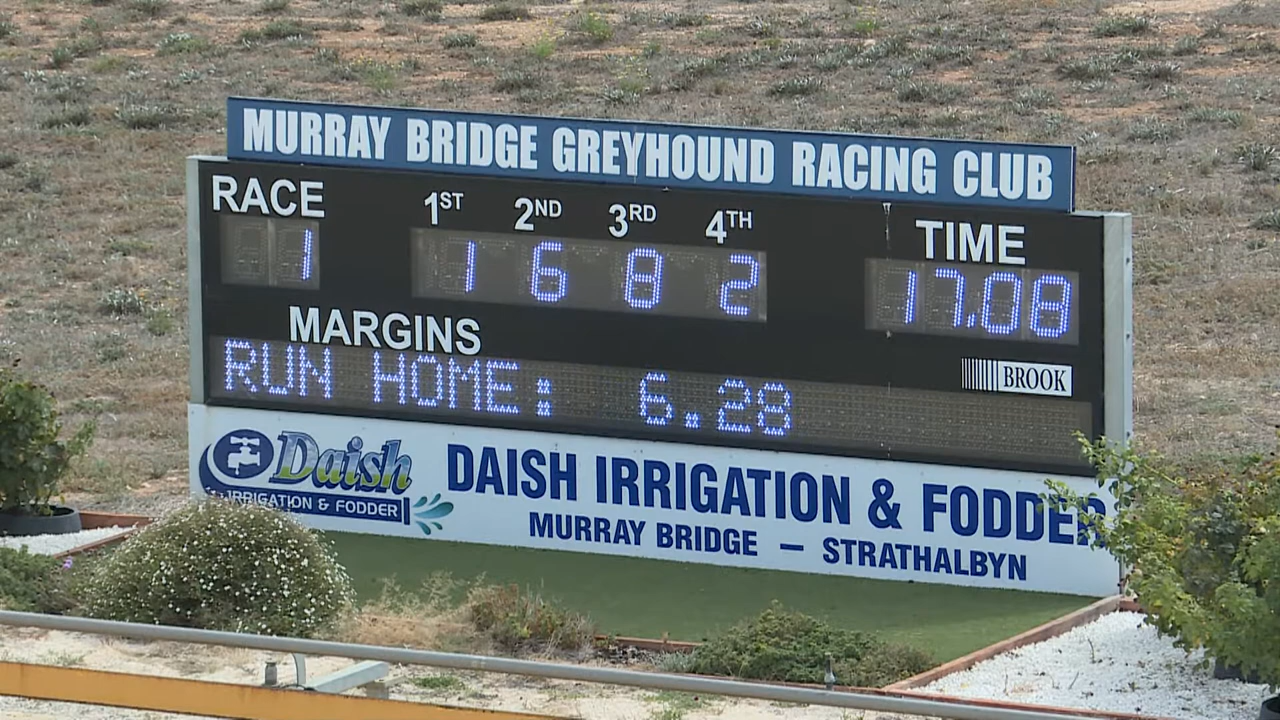 MURRAY BRIDGE GREYHOUND RACING CLUB
RACE 1ST 2ND 3RD 4TH TIME
1 1 6 8 2 17.08
MARGINS
RUN HOME: 6.28
BROOK
Daish
IRRIGATION & FODDER
DAISH IRRIGATION & FODDER
MURRAY BRIDGE – STRATHALBYN